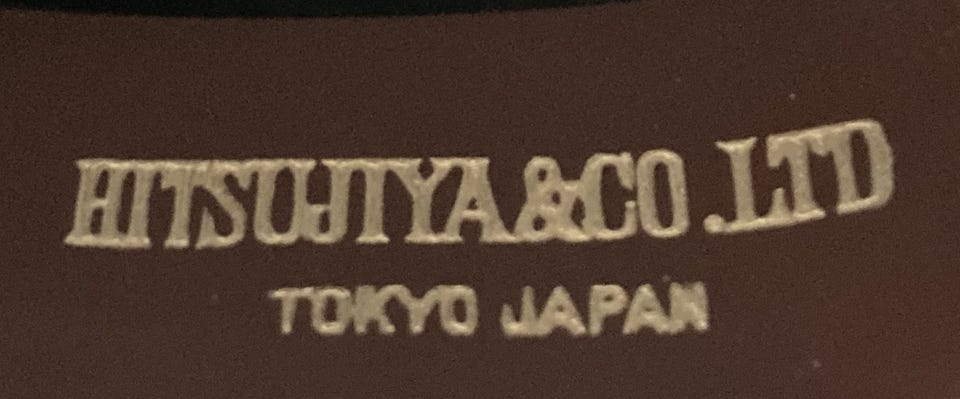 HITSUJIYA & CO. LTD
TOKYO JAPAN